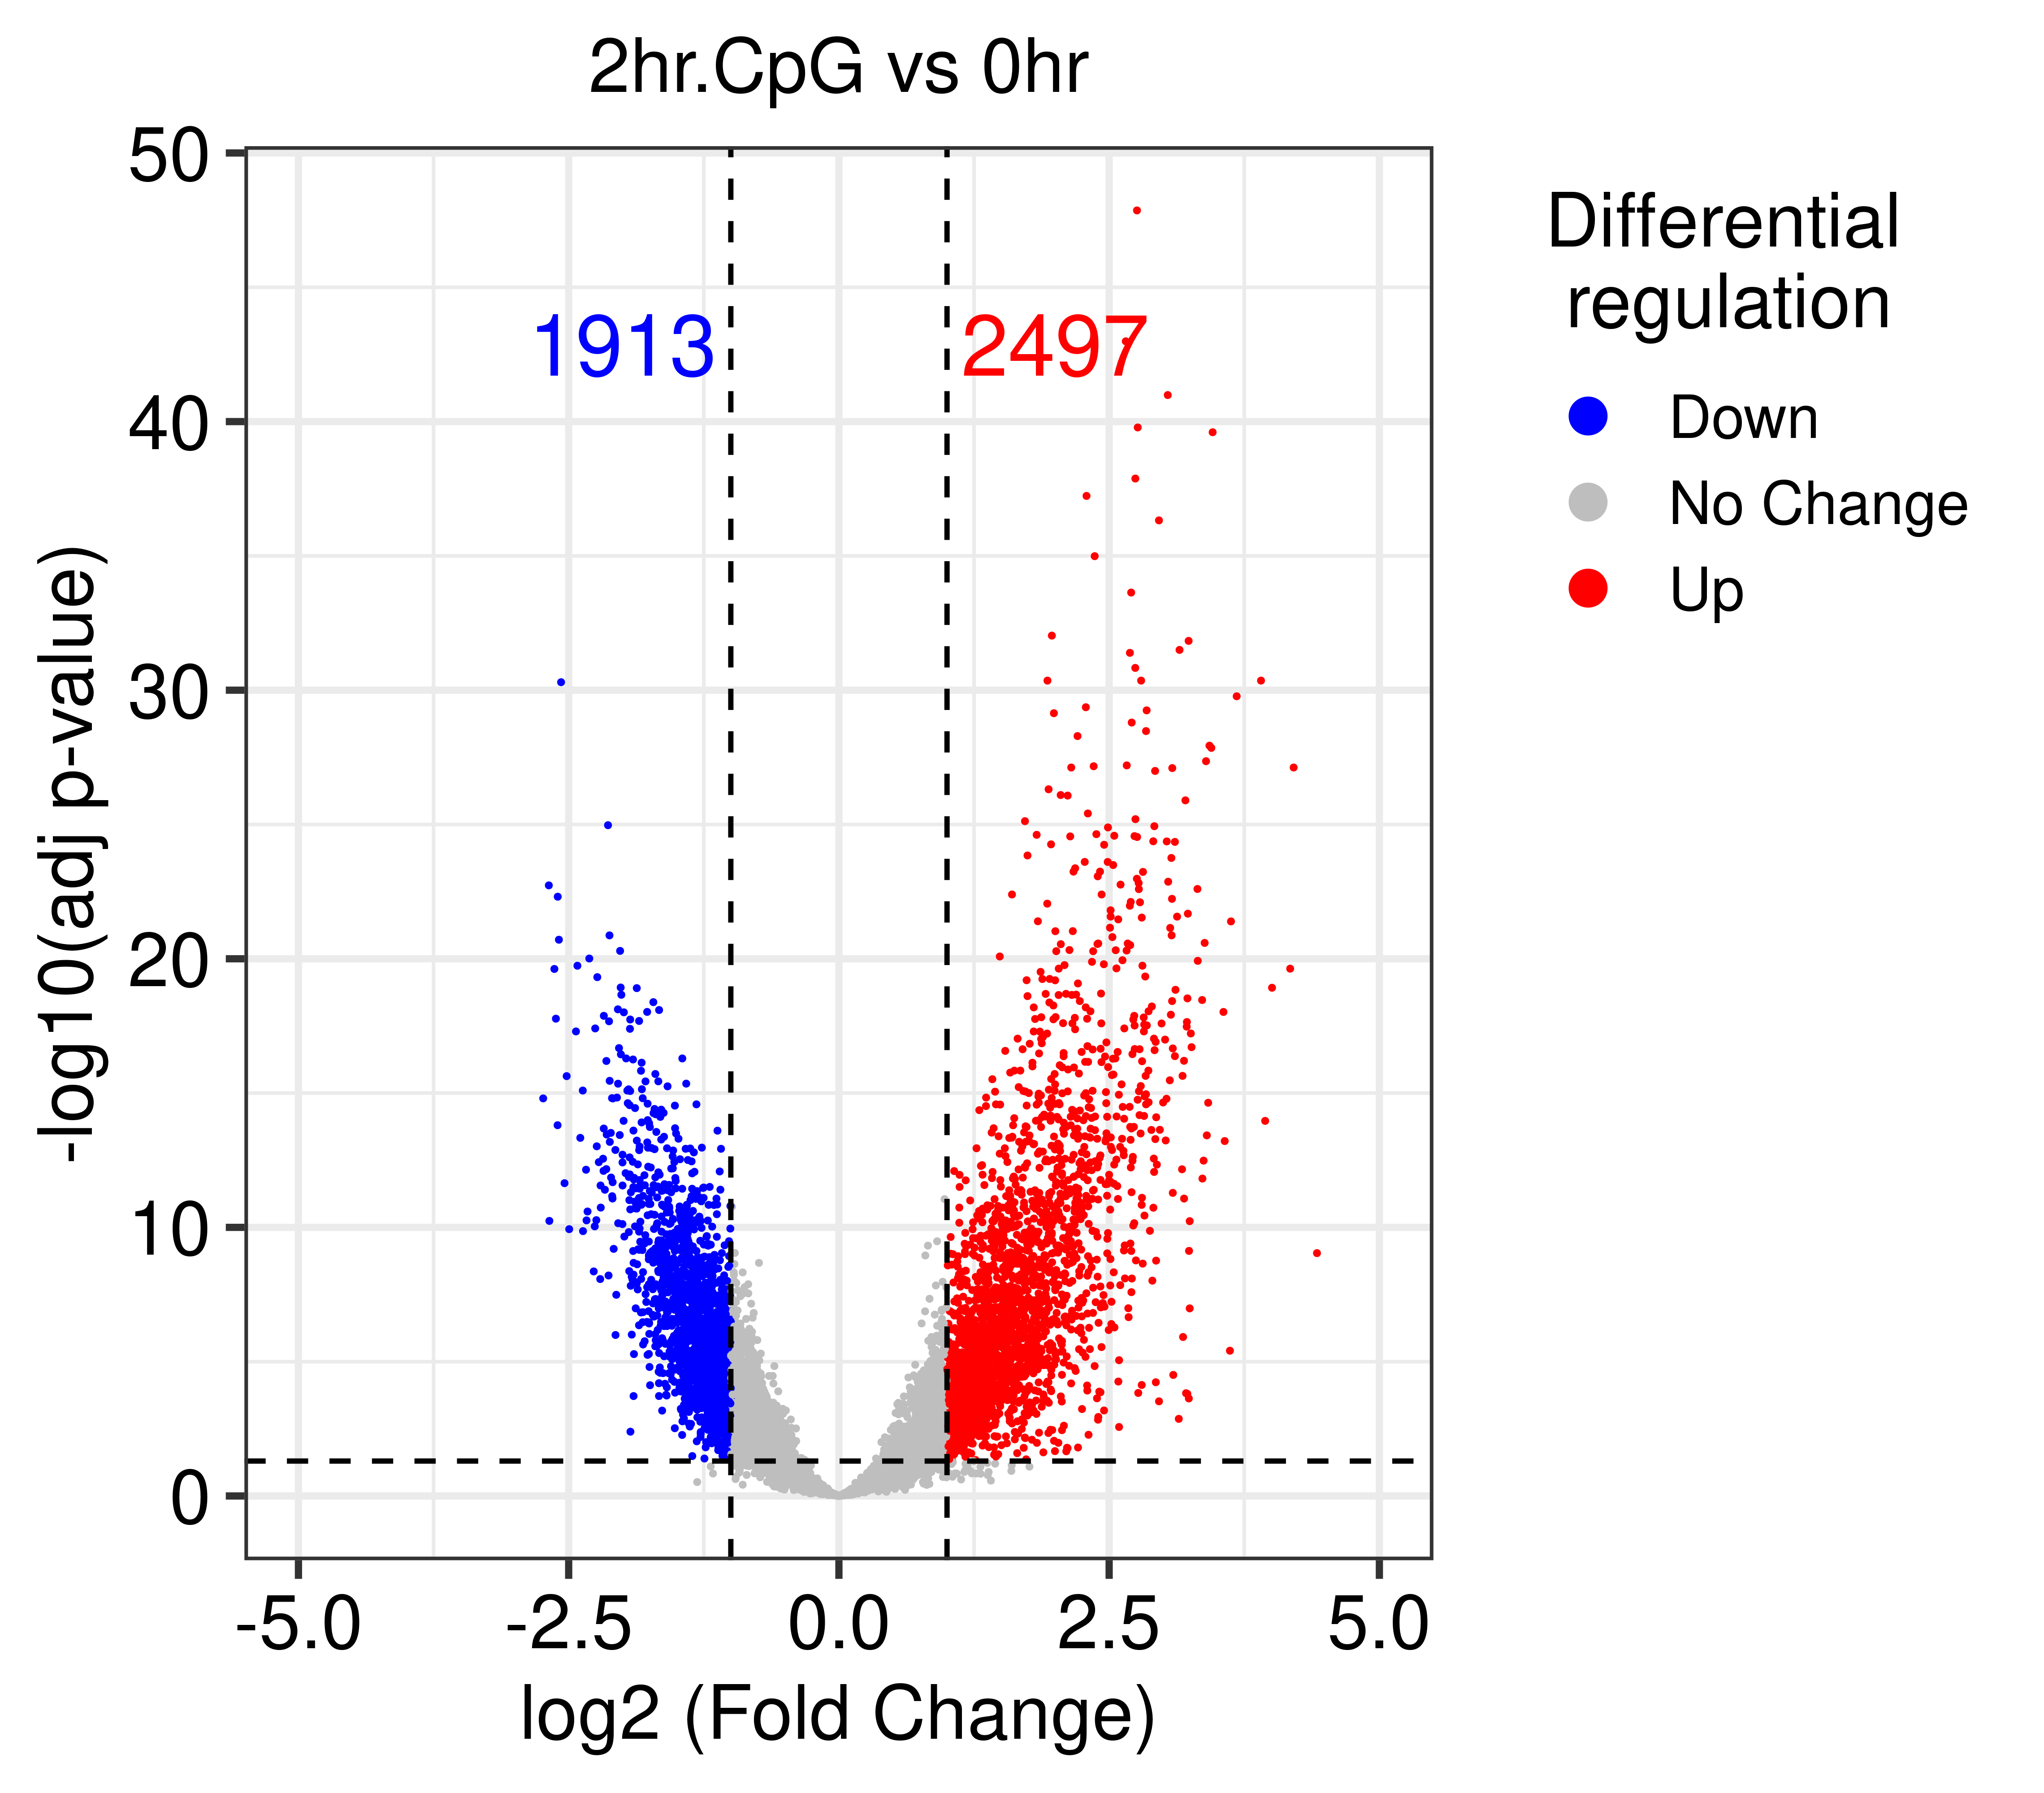 2hr.CpG vs 0hr
50
40
30
20
10
0
-log10(adj p-value)
1913
2497
-5.0
-2.5
0.0
2.5
5.0
log2 (Fold Change)
Differential
regulation
Down
No Change
Up